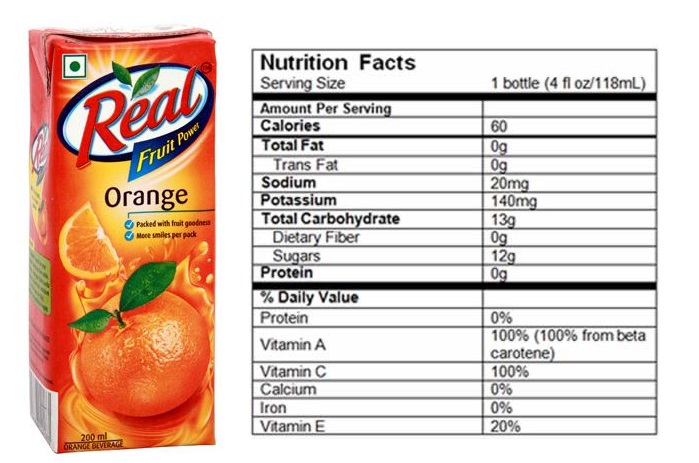 Real
Fruit Power
Orange
Packed with fruit goodness
More smiles per pack
200 ml
ORANGE BEVERAGE
Nutrition Facts
Serving Size 1 bottle (4 fl oz/118mL)
Amount Per Serving
Calories 60
Total Fat 0g
Trans Fat 0g
Sodium 20mg
Potassium 140mg
Total Carbohydrate 13g
Dietary Fiber 0g
Sugars 12g
Protein 0g
% Daily Value
Protein 0%
Vitamin A 100% (100% from beta
carotene)
Vitamin C 100%
Calcium 0%
Iron 0%
Vitamin E 20%